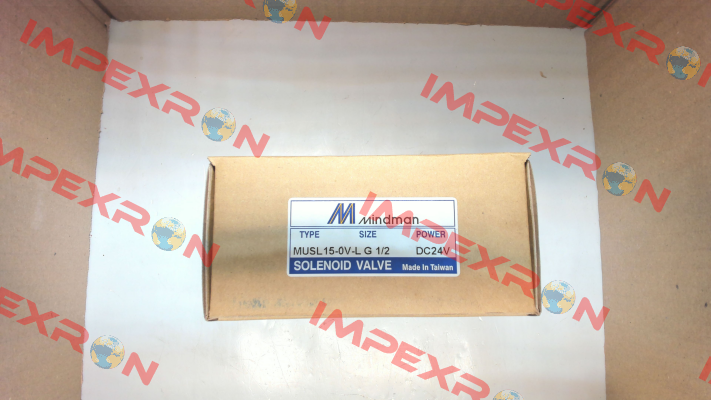 IMPEXRON
IMPEXRON
IMPEXRON
IMPEXRON
IMPEXRON
IMPEXRON
IMPEXRON
IMPEXRON
M Mindman
TYPE SIZE POWER
MUSL15-0V-L G 1/2 DC24V
SOLENOID VALVE Made In Taiwan